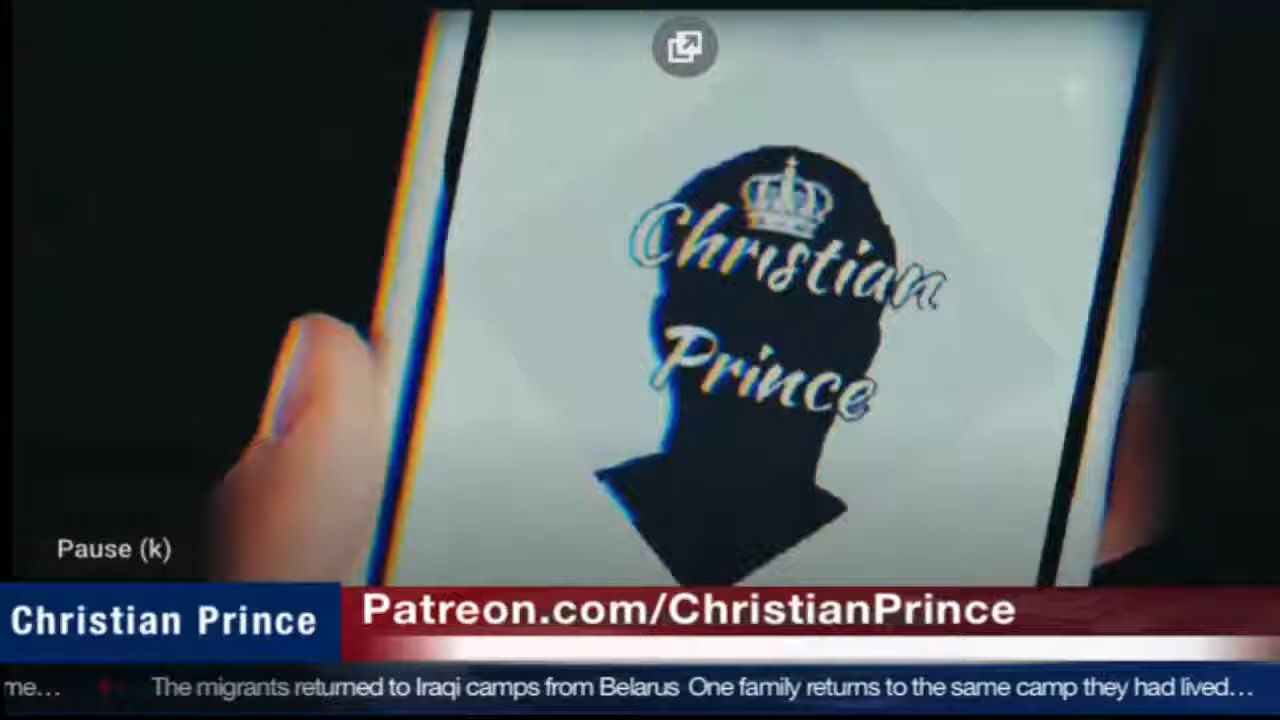 Christian
Prince
Pause (k)
Christian Prince
Patreon.com/ChristianPrince
me... The migrants returned to Iraqi camps from Belarus One family returns to the same camp they had lived...